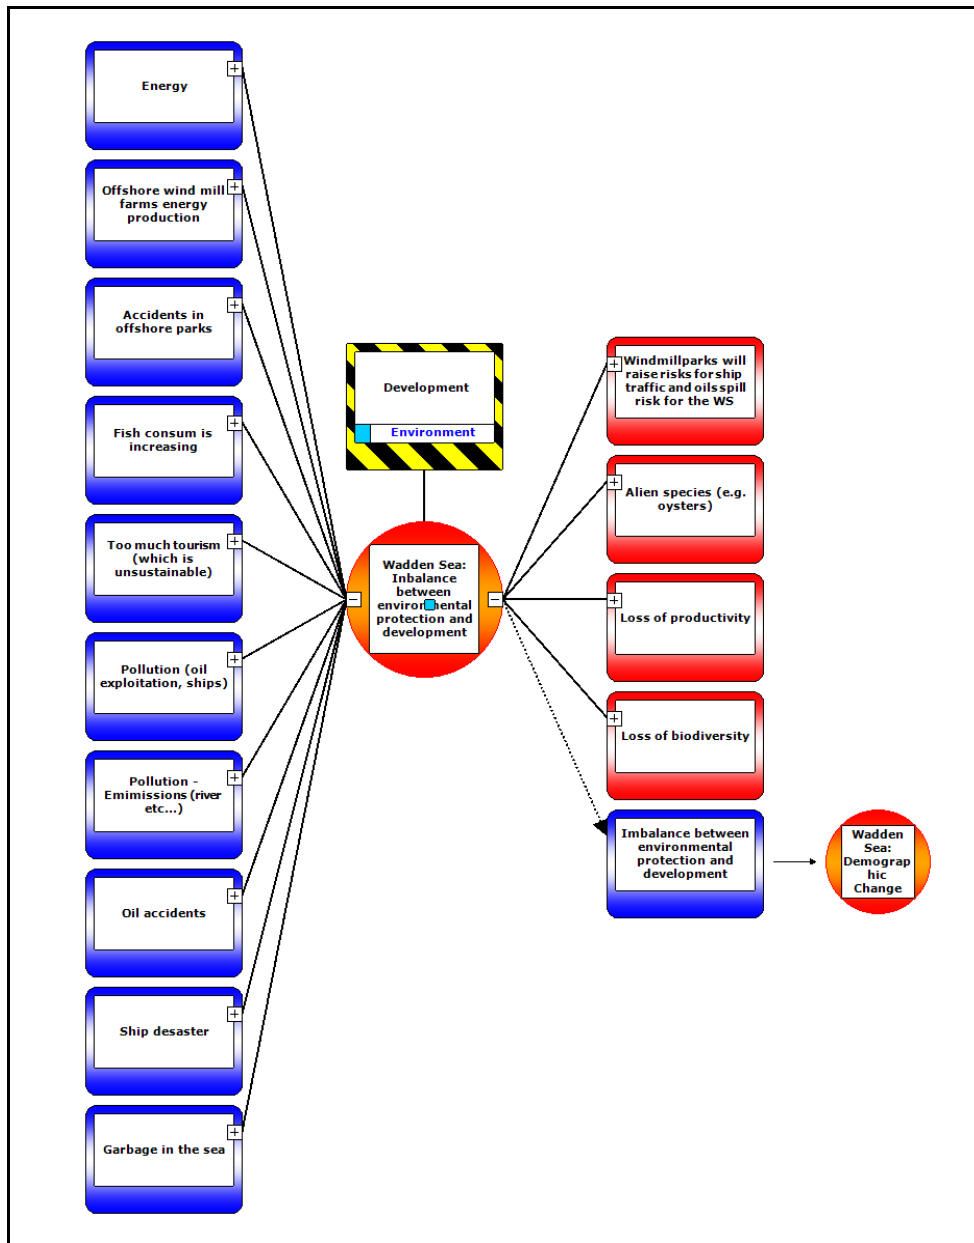 Energy
Offshore wind mill
farms energy
production
Accidents in
offshore parks
Fish consum is
increasing
Too much tourism
(which is
unsustainable)
Pollution (oil
exploitation, ships)
Pollution -
Emimissions (river
etc...)
Oil accidents
Ship desaster
Garbage in the sea
Development
Environment
Wadden Sea:
Inbalance
between
environmental
protection and
development
Windmillparks will
raise risks for ship
traffic and oils spill
risk for the WS
Alien species (e.g.
oysters)
Loss of productivity
Loss of biodiversity
Imbalance between
environmental
protection and
development
Wadden
Sea:
Demograp
hic
Change